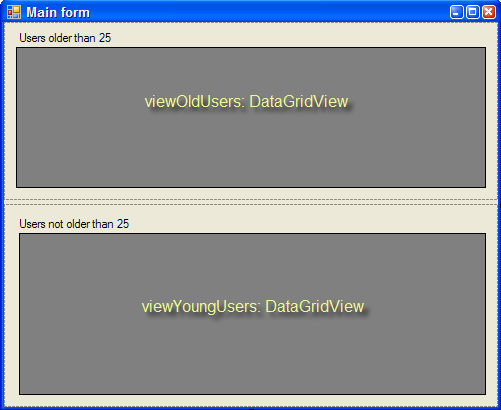 Main form
Users older than 25
viewOldUsers: DataGridView
Users not older than 25
viewYoungUsers: DataGridView